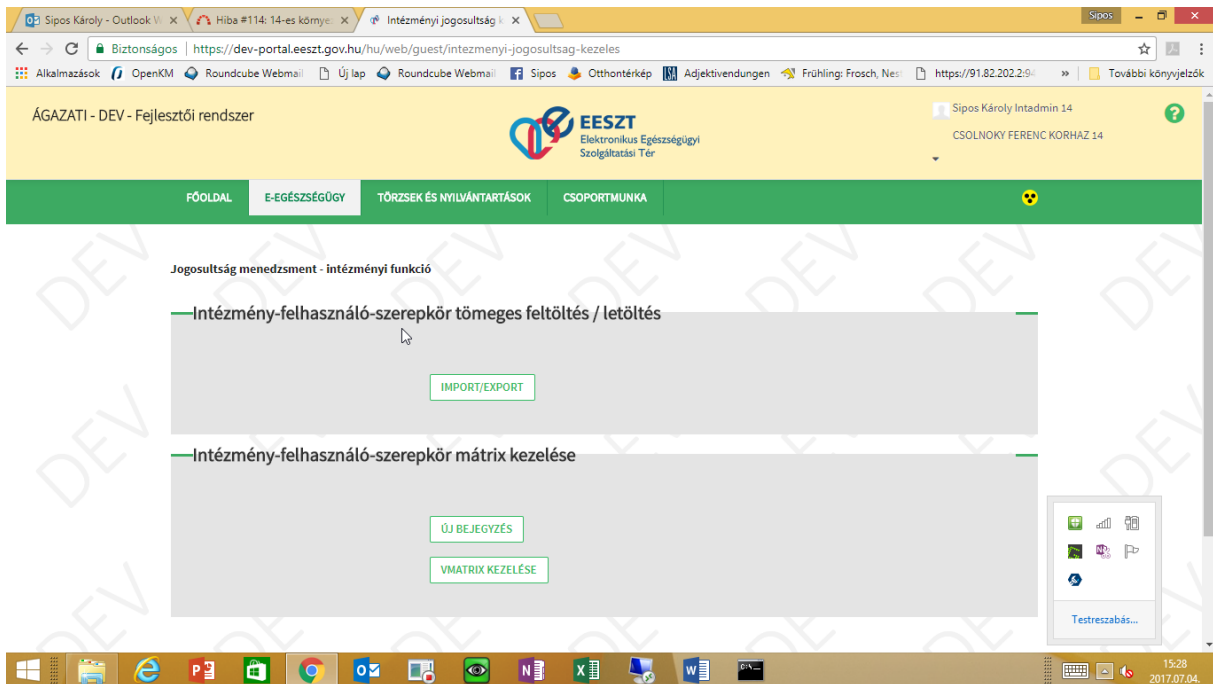 Sipos Károly - Outlook W
Hiba #114: 14-es környe
Intézményi jogosultság k
Sipos
Biztonságos | https://dev-portal.eeszt.gov.hu/hu/web/guest/intezmenyi-jogosultsag-kezeles
Alkalmazások OpenKM Roundcube Webmail Új lap Roundcube Webmail Sipos Otthontérkép Adjektivendungen Frühling: Frosch, Nes https://91.82.202.2:94 » További könyvjelzők
ÁGAZATI - DEV - Fejlesztői rendszer
EESZT
Elektronikus Egészségügyi
Szolgáltatási Tér
Sipos Károly Intadmin 14
CSOLNOKY FERENC KORHAZ 14
FŐOLDAL E-EGÉSZSÉGÜGY TÖRZSEK ÉS NYILVÁNTARTÁSOK CSOPORTMUNKA
Jogosultság menedzsment - intézményi funkció
Intézmény-felhasználó-szerepkör tömeges feltöltés / letöltés
IMPORT/EXPORT
Intézmény-felhasználó-szerepkör mátrix kezelése
ÚJ BEJEGYZÉS
VMATRIX KEZELÉSE
DEV
Testreszabás...
15:28
2017.07.04.